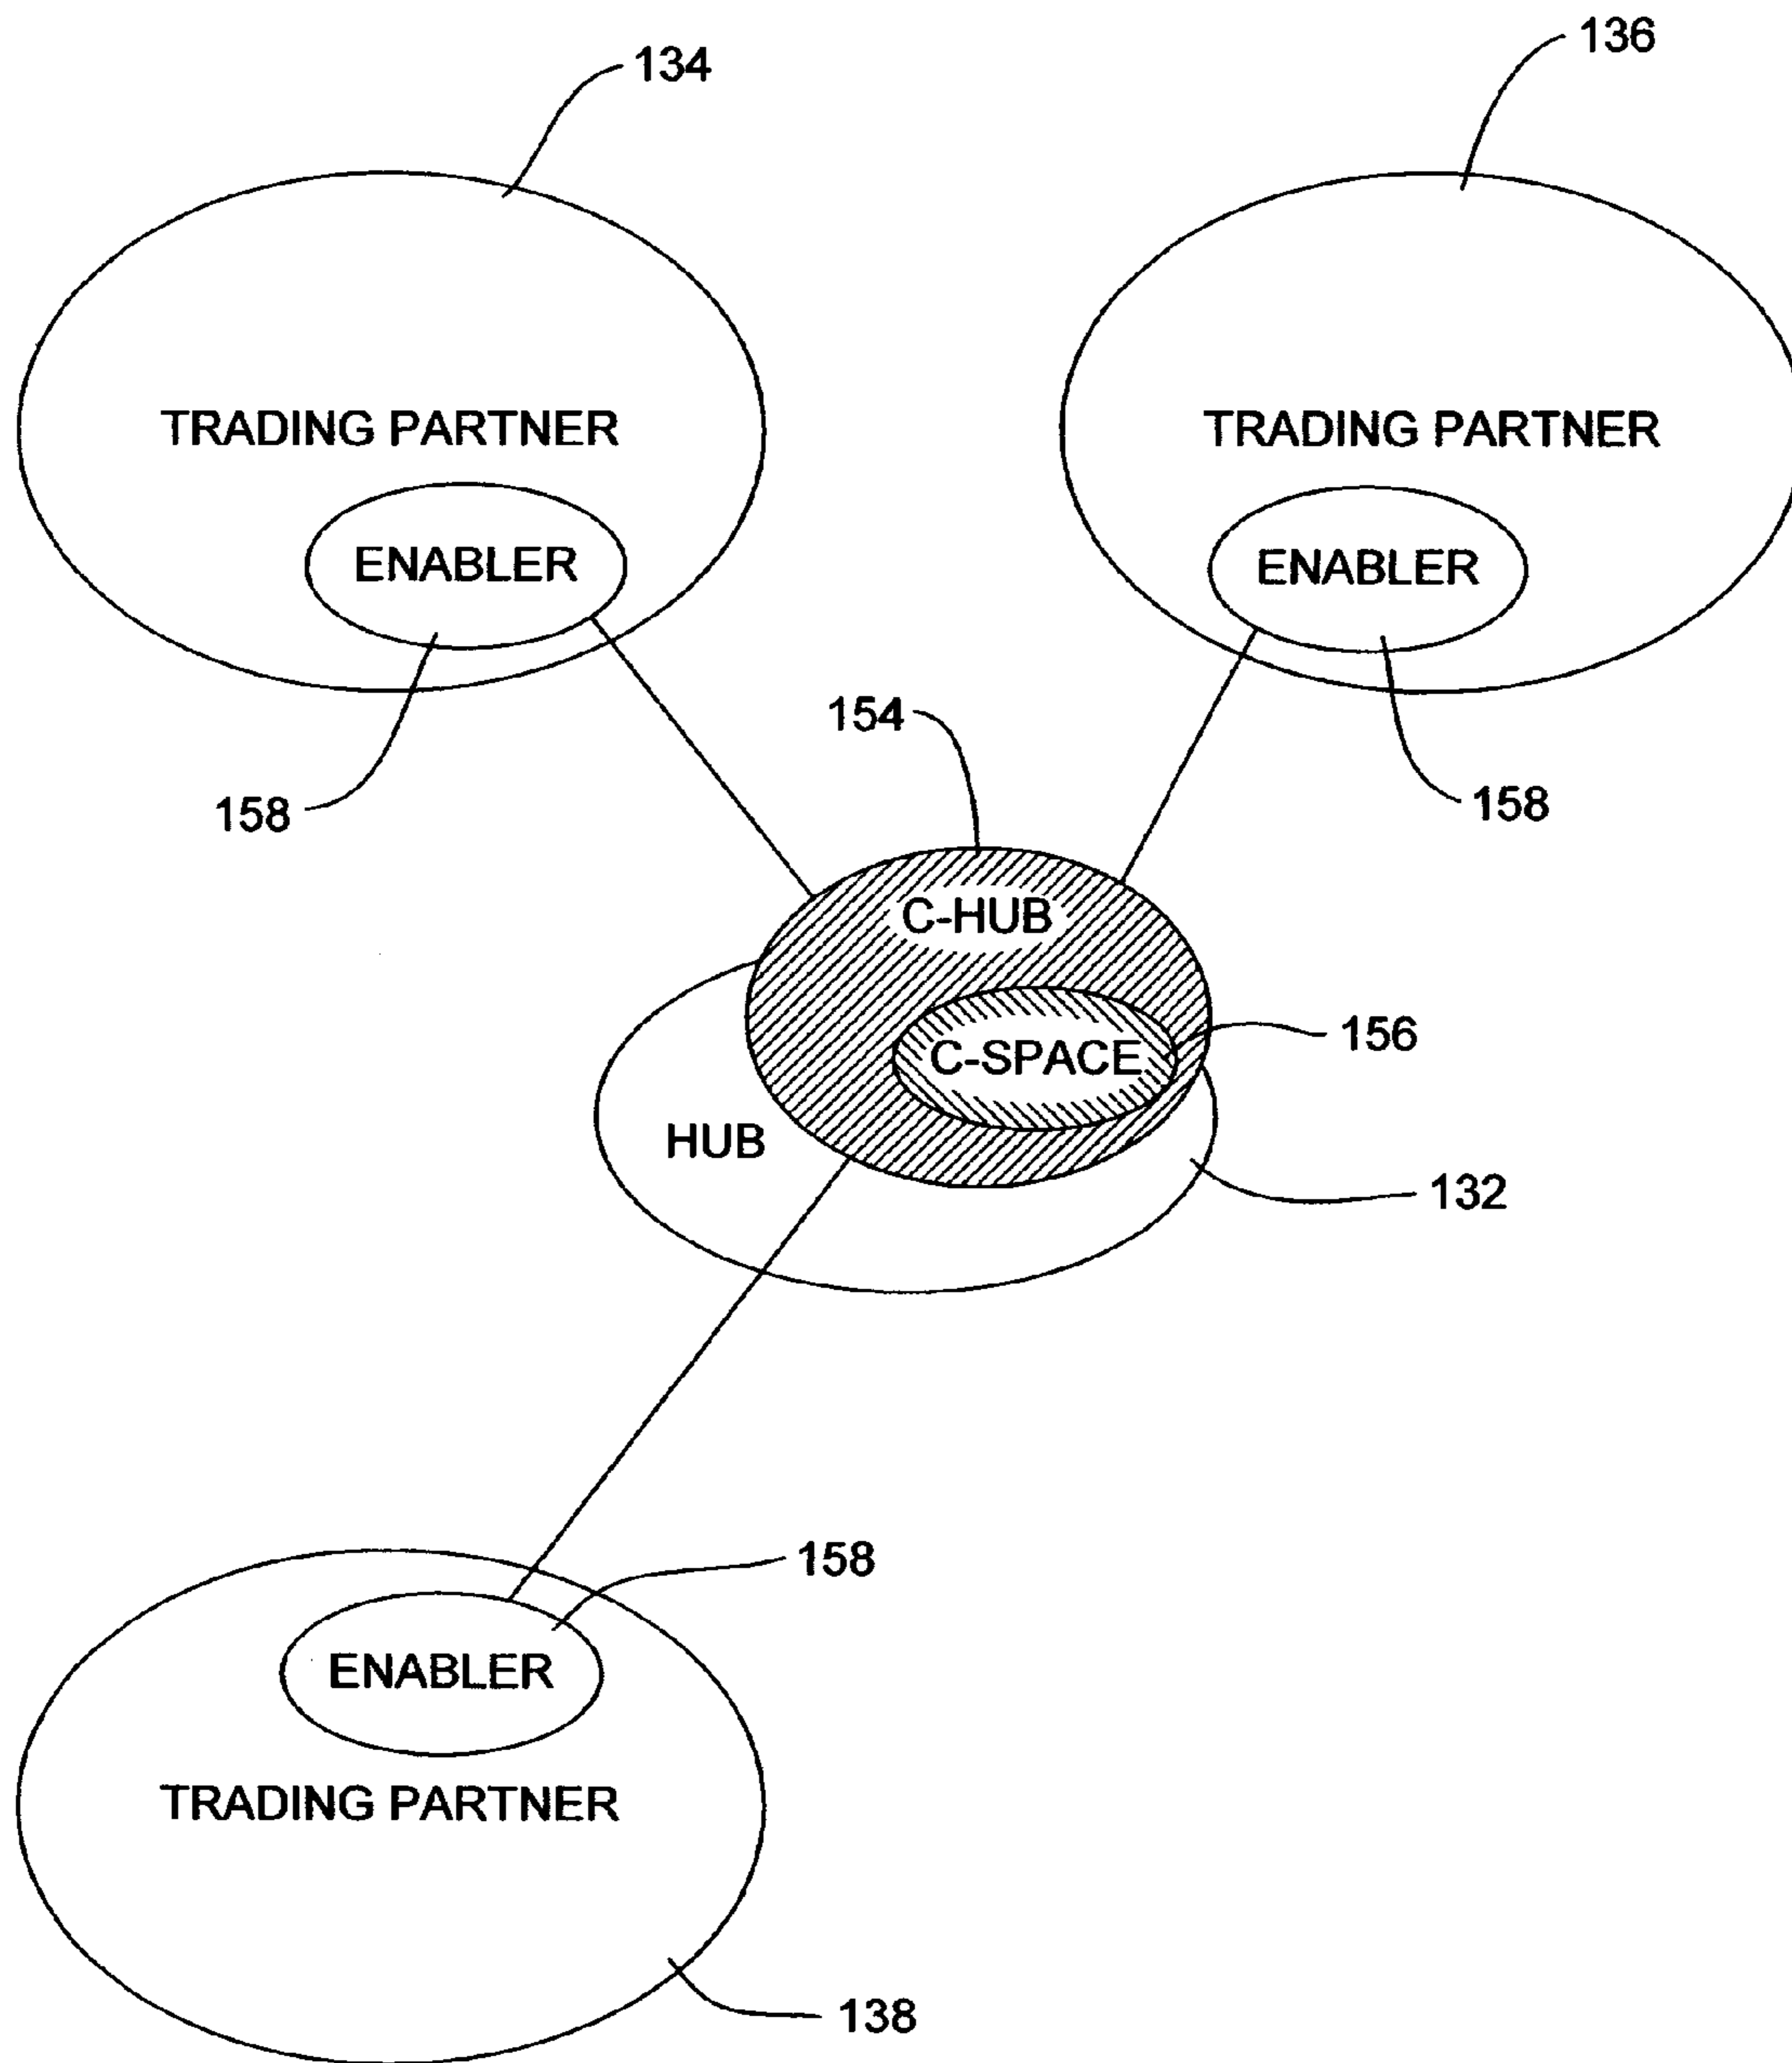 136
134
TRADING PARTNER
TRADING PARTNER
ENABLER
ENABLER
154
158
158
C-HUB
156
C-SPACE
HUB
132
158
ENABLER
TRADING PARTNER
138